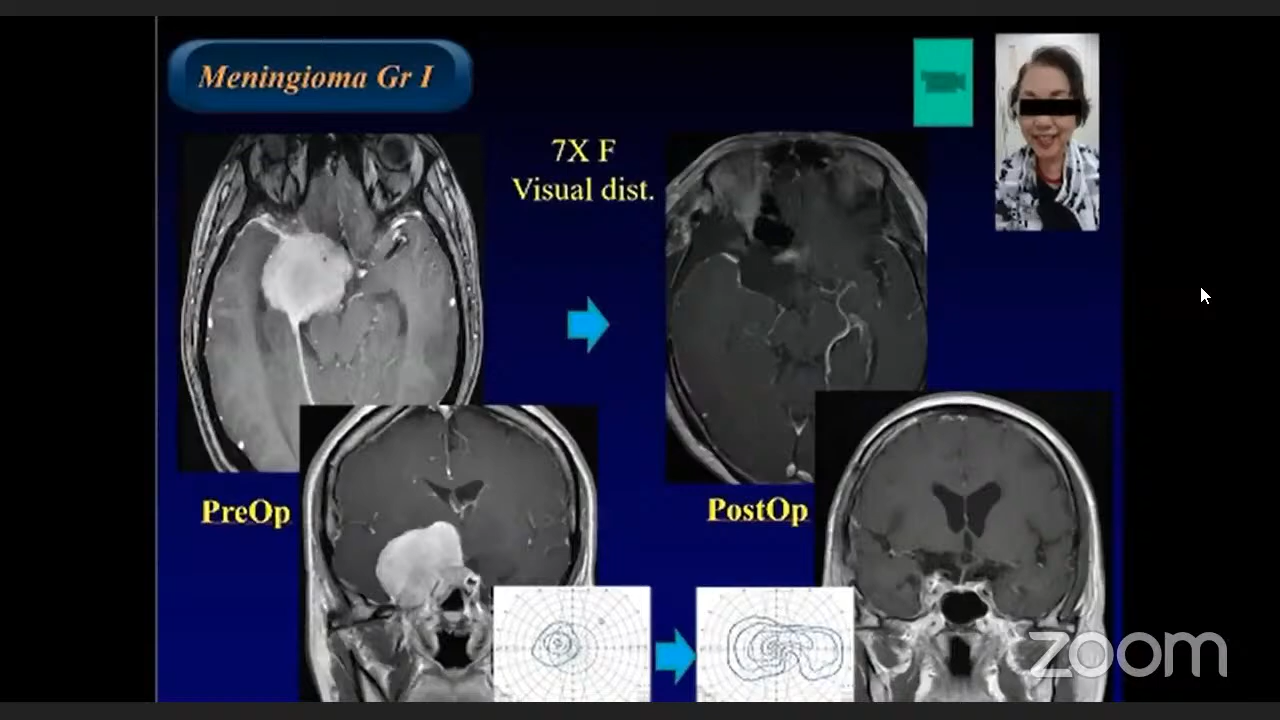 Meningioma Gr I
7X F
Visual dist.
PreOp
PostOp
zoom